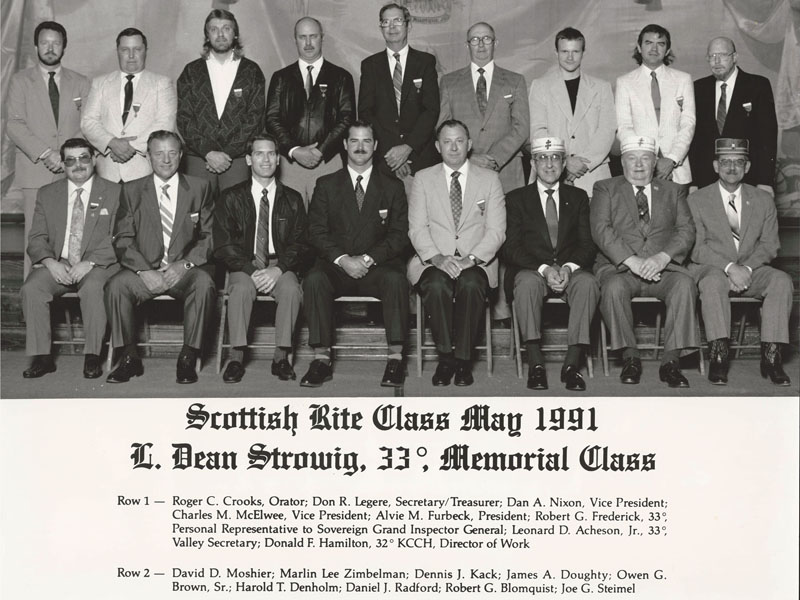 Scottish Rite Class May 1991
L. Dean Strowig, 33°, Memorial Class
Row 1 — Roger C. Crooks, Orator; Don R. Legere, Secretary/Treasurer; Dan A. Nixon, Vice President;
Charles M. McElwee, Vice President; Alvie M. Furbeck, President; Robert G. Frederick, 33°,
Personal Representative to Sovereign Grand Inspector General; Leonard D. Acheson, Jr., 33°,
Valley Secretary; Donald F. Hamilton, 32° KCCH, Director of Work
Row 2 — David D. Moshier; Marlin Lee Zimbelman; Dennis J. Kack; James A. Doughty; Owen G.
Brown, Sr.; Harold T. Denholm; Daniel J. Radford; Robert G. Blomquist; Joe G. Steimel